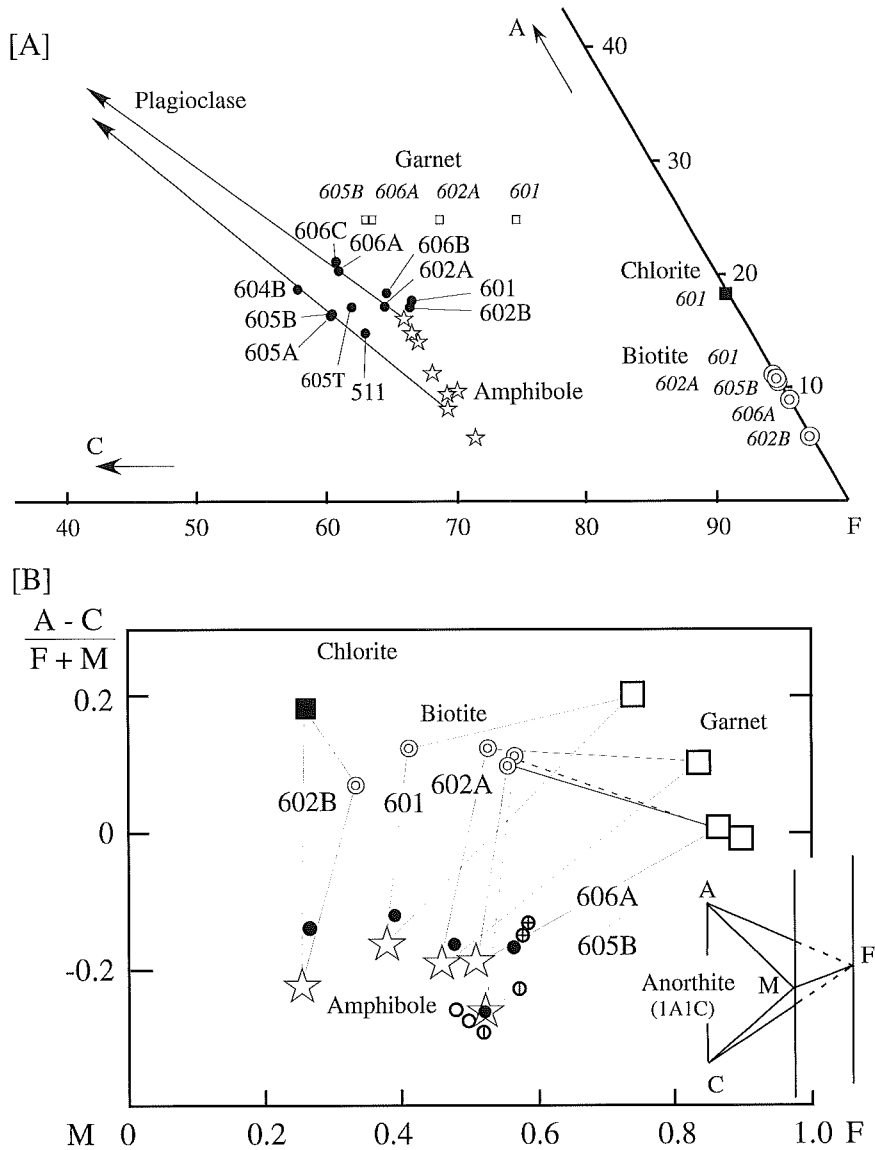 [A]
A
40
Plagioclase
30
Garnet
605B 606A 602A 601
606C 606A 606B
602A
Chlorite 20
601
604B
601
605B
602B
605A
Biotite 601
605T 511 Amphibole
602A 605B 10
606A
C
602B
40 50 60 70 80 90 F
[B]
A - C
F + M
Chlorite
0.2
Biotite
Garnet
602B 601 602A
0
606A
A
605B
F
-0.2
Anorthite M
Amphibole
(1A1C)
C
M 0 0.2 0.4 0.6 0.8 1.0 F